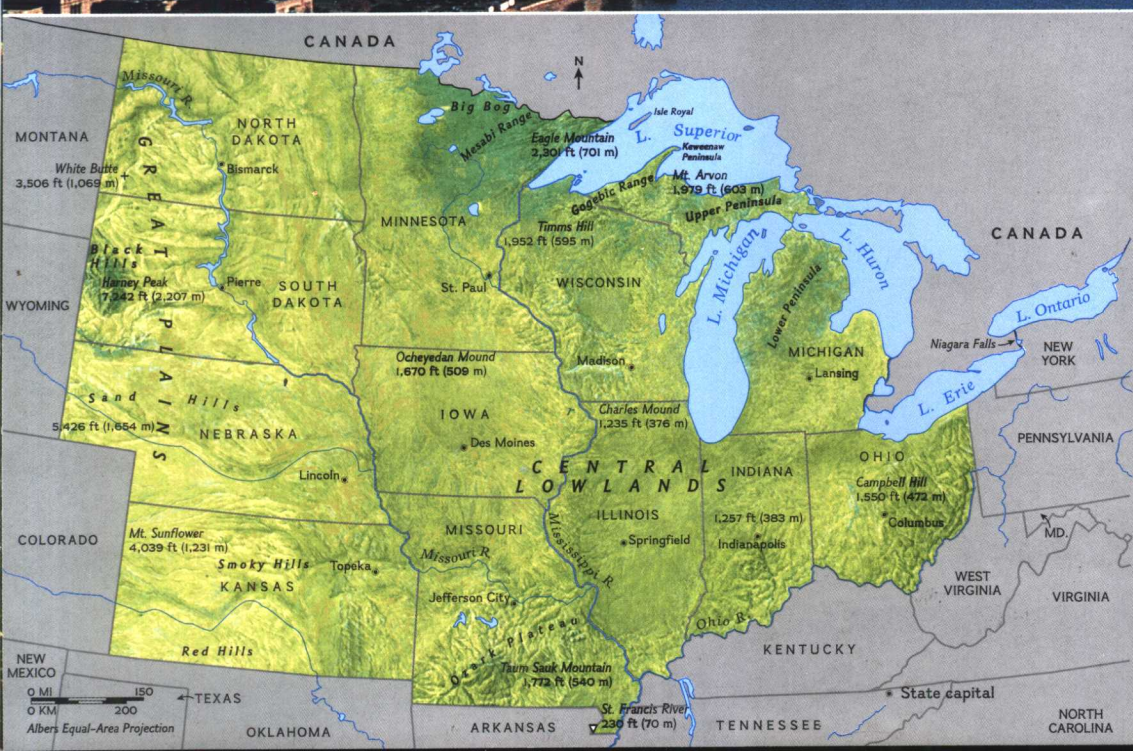 CANADA
N
Missouri R.
Big Bog
Isle Royal
MONTANA
NORTH
DAKOTA
Mesabi Range
Eagle Mountain
2,301 ft (701 m)
L. Superior
Keweenaw
Peninsula
White Butte
3,506 ft (1,069 m)
Bismarck
Mt. Arvon
1,979 ft (603 m)
Gogebic Range
Upper Peninsula
GREAT PLAINS
MINNESOTA
Timms Hill
1,952 ft (595 m)
CANADA
Black
Hills
Harney Peak
7,242 ft (2,207 m)
Pierre
SOUTH
DAKOTA
St. Paul
WISCONSIN
L. Michigan
L. Huron
Lower Peninsula
WYOMING
L. Ontario
Niagara Falls
NEW
YORK
Ocheyedan Mound
1,670 ft (509 m)
Madison
MICHIGAN
Lansing
L. Erie
Sand Hills
5,426 ft (1,654 m)
NEBRASKA
IOWA
Des Moines
Charles Mound
1,235 ft (376 m)
PENNSYLVANIA
Lincoln
CENTRAL
LOWLANDS
INDIANA
OHIO
Campbell Hill
1,550 ft (472 m)
Columbus
COLORADO
Mt. Sunflower
4,039 ft (1,231 m)
Smoky Hills
KANSAS
Topeka
MISSOURI
Missouri R.
Mississippi R.
ILLINOIS
Springfield
1,257 ft (383 m)
Indianapolis
MD.
WEST
VIRGINIA
VIRGINIA
Jefferson City
Ozark Plateau
Ohio R.
KENTUCKY
Red Hills
Taum Sauk Mountain
1,772 ft (540 m)
NEW
MEXICO
0 MI 150
0 KM 200
Albers Equal-Area Projection
TEXAS
OKLAHOMA
ARKANSAS
St. Francis River
230 ft (70 m)
TENNESSEE
State capital
NORTH
CAROLINA